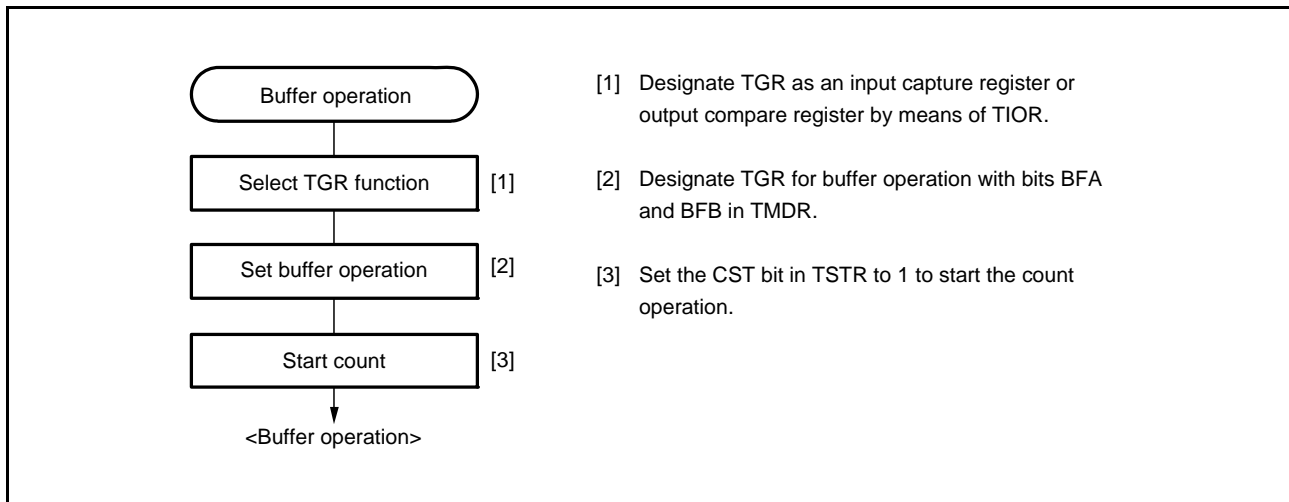 Buffer operation
Select TGR function [1]
Set buffer operation [2]
Start count [3]
<Buffer operation>
[1] Designate TGR as an input capture register or
output compare register by means of TIOR.
[2] Designate TGR for buffer operation with bits BFA
and BFB in TMDR.
[3] Set the CST bit in TSTR to 1 to start the count
operation.